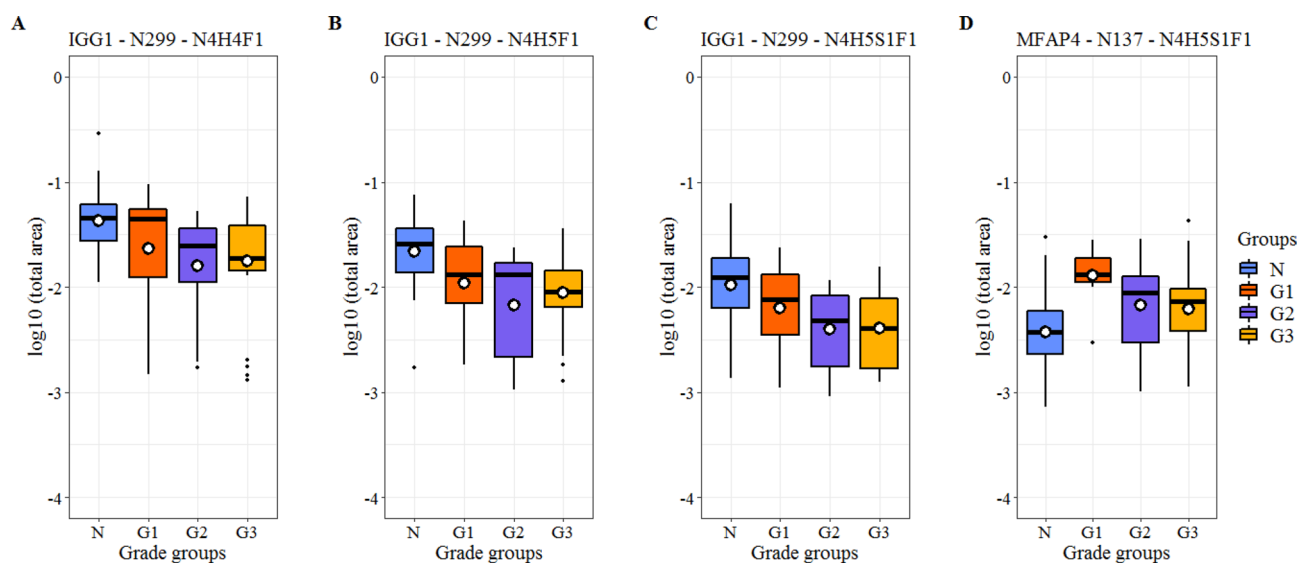 A
IGG1 - N299 - N4H4F1
0
-1
-2
-3
-4
log10 (total area)
N G1 G2 G3
Grade groups
B
IGG1 - N299 - N4H5F1
0
-1
-2
-3
-4
log10 (total area)
N G1 G2 G3
Grade groups
C
IGG1 - N299 - N4H5S1F1
0
-1
-2
-3
-4
log10 (total area)
N G1 G2 G3
Grade groups
D
MFAP4 - N137 - N4H5S1F1
0
-1
-2
-3
-4
log10 (total area)
N G1 G2 G3
Grade groups
Groups
N
G1
G2
G3